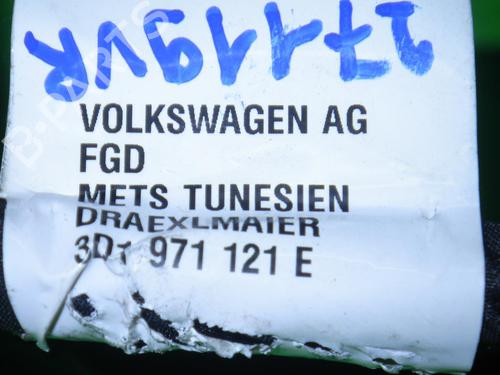 VOLKSWAGEN AG
FGD
METS TUNESIEN
DRAEXLMAIER
3D1 971 121 E
B-PARTS